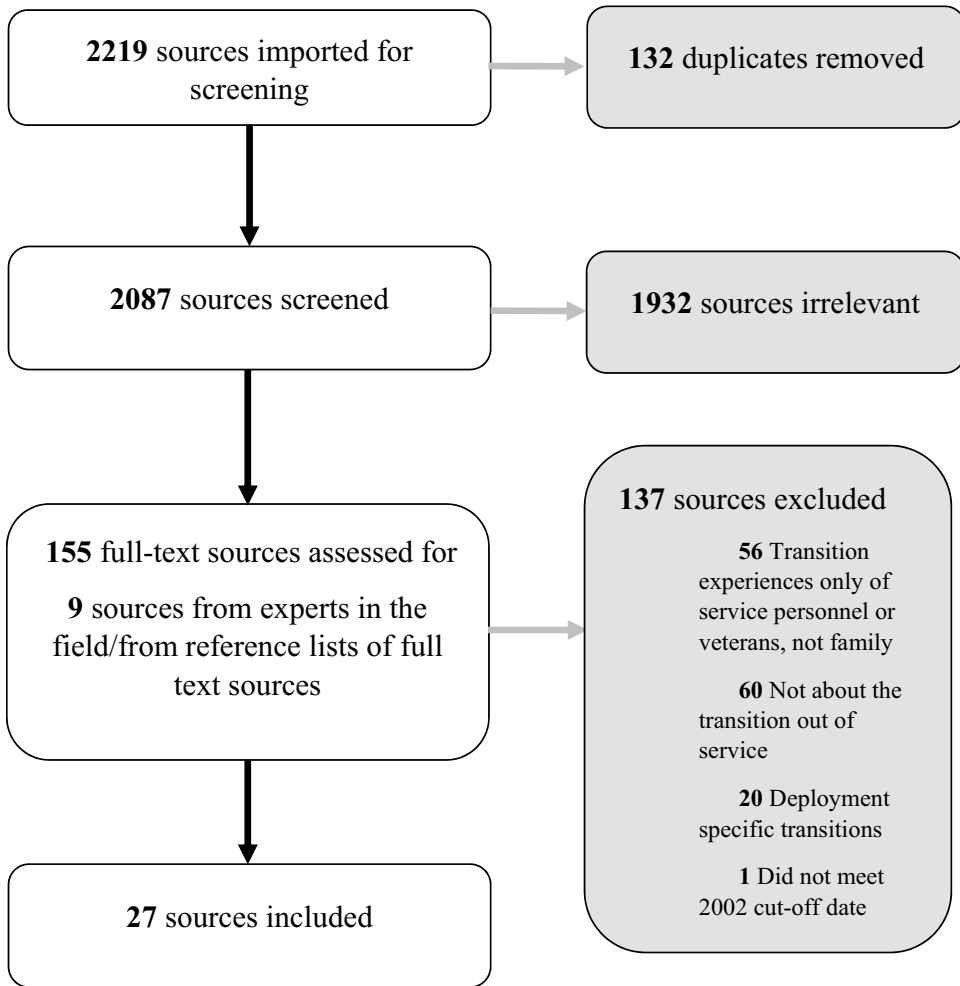 2219 sources imported for
screening
132 duplicates removed
2087 sources screened
1932 sources irrelevant
155 full-text sources assessed for
9 sources from experts in the
field/from reference lists of full
text sources
137 sources excluded
56 Transition
experiences only of
service personnel or
veterans, not family
60 Not about the
transition out of
service
20 Deployment
specific transitions
1 Did not meet
2002 cut-off date
27 sources included